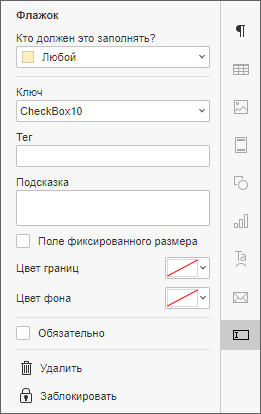 Флажок
Кто должен это заполнять?
Любой
Ключ
CheckBox10
Тег
Подсказка
Поле фиксированного размера
Цвет границ
Цвет фона
Обязательно
Удалить
Заблокировать